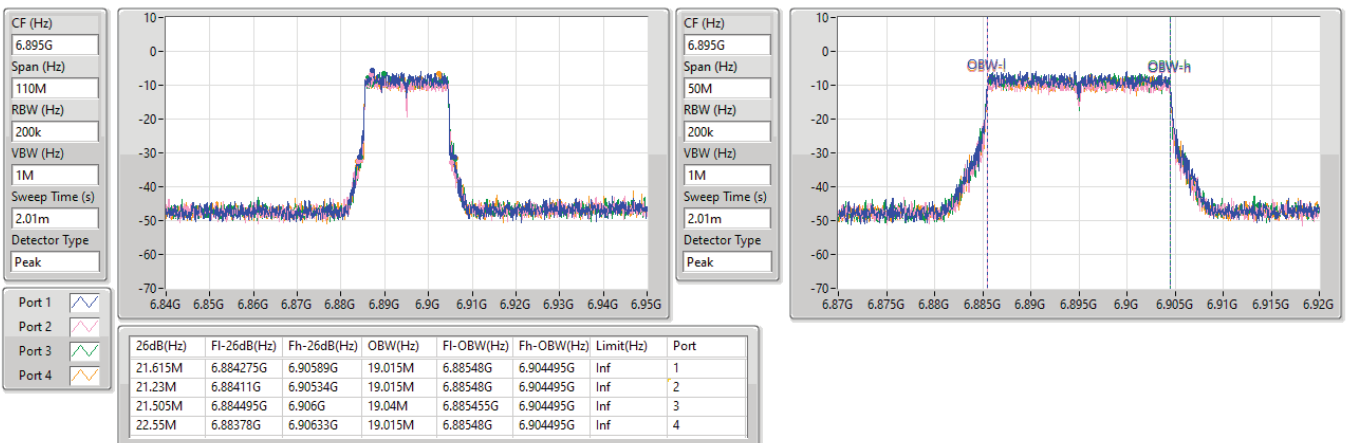 CF (Hz)
6.895G
Span (Hz)
110M
RBW (Hz)
200k
VBW (Hz)
1M
Sweep Time (s)
2.01m
Detector Type
Peak
10
0
-10
-20
-30
-40
-50
-60
-70
6.84G 6.85G 6.86G 6.87G 6.88G 6.89G 6.9G 6.91G 6.92G 6.93G 6.94G 6.95G
CF (Hz)
6.895G
Span (Hz)
50M
RBW (Hz)
200k
VBW (Hz)
1M
Sweep Time (s)
2.01m
Detector Type
Peak
10
0
-10
-20
-30
-40
-50
-60
-70
OBW-l OBW-h
6.87G 6.875G 6.88G 6.885G 6.89G 6.895G 6.9G 6.905G 6.91G 6.915G 6.92G
Port 1
Port 2
Port 3
Port 4
26dB(Hz) Fl-26dB(Hz) Fh-26dB(Hz) OBW(Hz) Fl-OBW(Hz) Fh-OBW(Hz) Limit(Hz) Port
21.615M 6.884275G 6.90589G 19.015M 6.88548G 6.904495G Inf 1
21.23M 6.88411G 6.90534G 19.015M 6.88548G 6.904495G Inf 2
21.505M 6.884495G 6.906G 19.04M 6.885455G 6.904495G Inf 3
22.55M 6.88378G 6.90633G 19.015M 6.88548G 6.904495G Inf 4